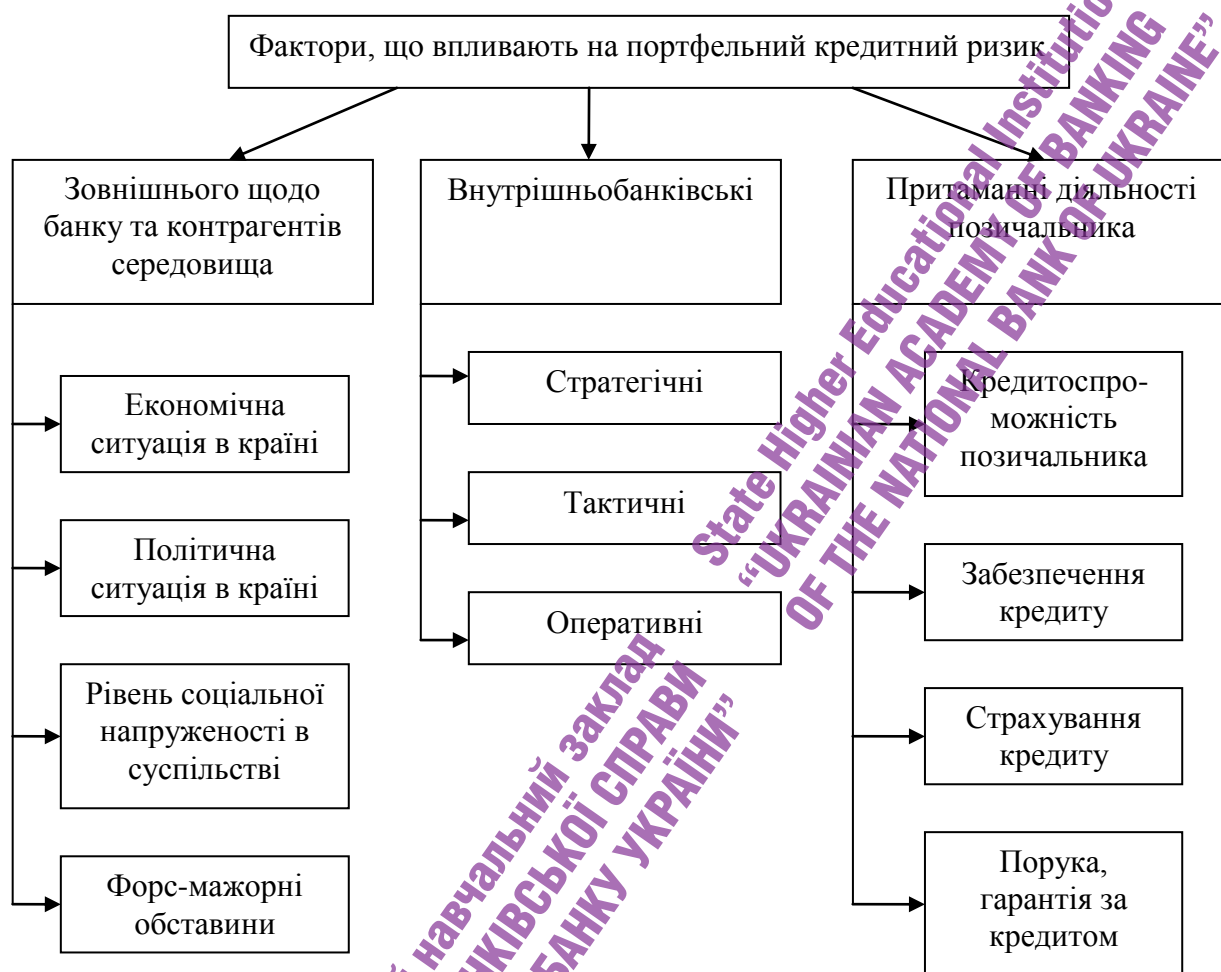 Фактори, що впливають на портфельний кредитний ризик
Зовнішнього щодо
банку та контрагентів
середовища
Економічна
ситуація в країні
Політична
ситуація в країні
Рівень соціальної
напруженості в
суспільстві
Форс-мажорні
обставини
Внутрішньобанківські
Стратегічні
Тактичні
Оперативні
Притаманні діяльності
позичальника
Кредитоспро-
можність
позичальника
Забезпечення
кредиту
Страхування
кредиту
Порука,
гарантія за
кредитом
State Higher Educational
“UKRAINIAN ACADEMY OF BANKING
OF THE NATIONAL BANK OF UKRAINE”
навчальний заклад
СПРАВИ
БАНКУ УКРАЇНИ”